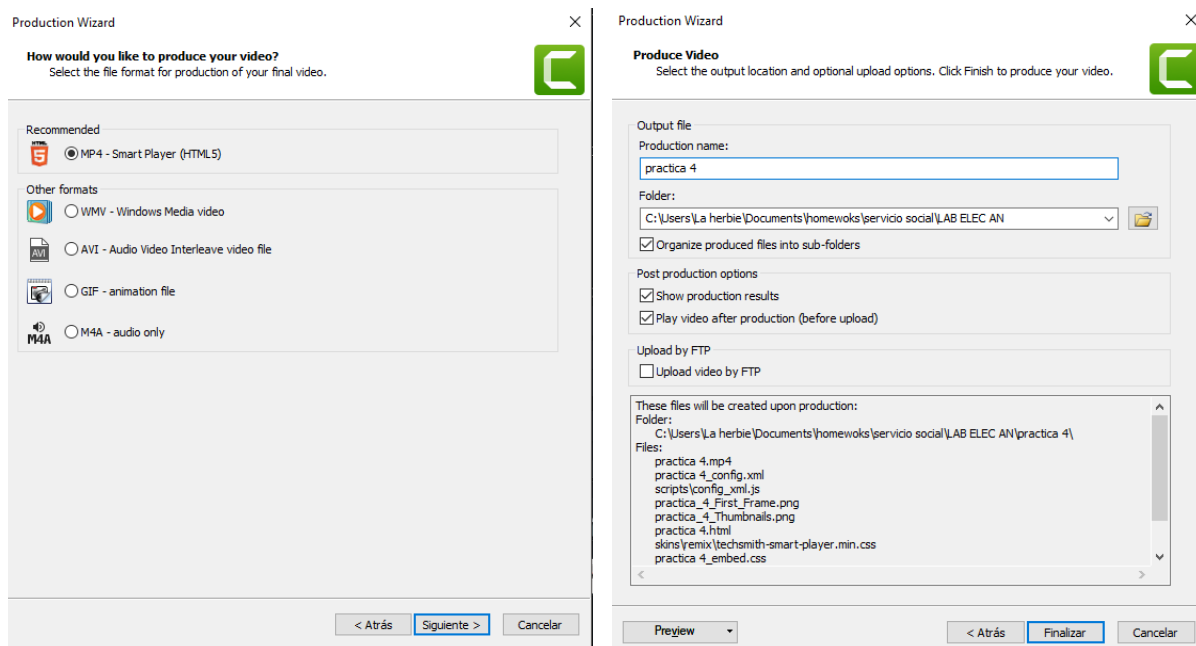 Production Wizard
How would you like to produce your video?
Select the file format for production of your final video.
Recommended
HTML
5
MP4 - Smart Player (HTML5)
Other formats
WMV - Windows Media video
AVI
AVI - Audio Video Interleave video file
GIF - animation file
M4A
M4A - audio only
< Atrás
Siguiente >
Cancelar
Production Wizard
Produce Video
Select the output location and optional upload options. Click Finish to produce your video.
Output file
Production name:
practica 4
Folder:
C:\Users\La herbie\Documents\homewoks\servicio social\LAB ELEC AN
Organize produced files into sub-folders
Post production options
Show production results
Play video after production (before upload)
Upload by FTP
Upload video by FTP
These files will be created upon production:
Folder:
C:\Users\La herbie\Documents\homewoks\servicio social\LAB ELEC AN\practica 4\
Files:
practica 4.mp4
practica 4_config.xml
scripts\config_xml.js
practica_4_First_Frame.png
practica_4_Thumbnails.png
practica 4.html
skins\remix\techsmith-smart-player.min.css
practica 4_embed.css
Preview
< Atrás
Finalizar
Cancelar